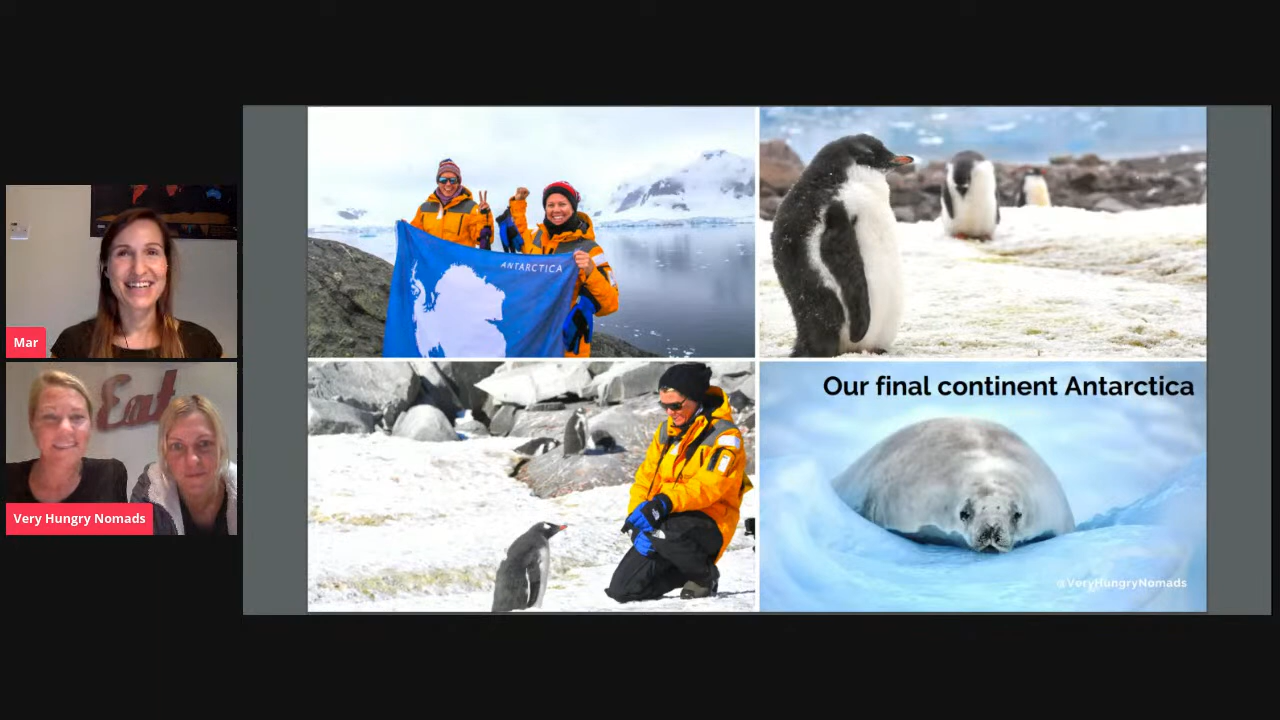 Mar
Eat
Very Hungry Nomads
ANTARCTICA
Our final continent Antarctica
@VeryHungryNomads